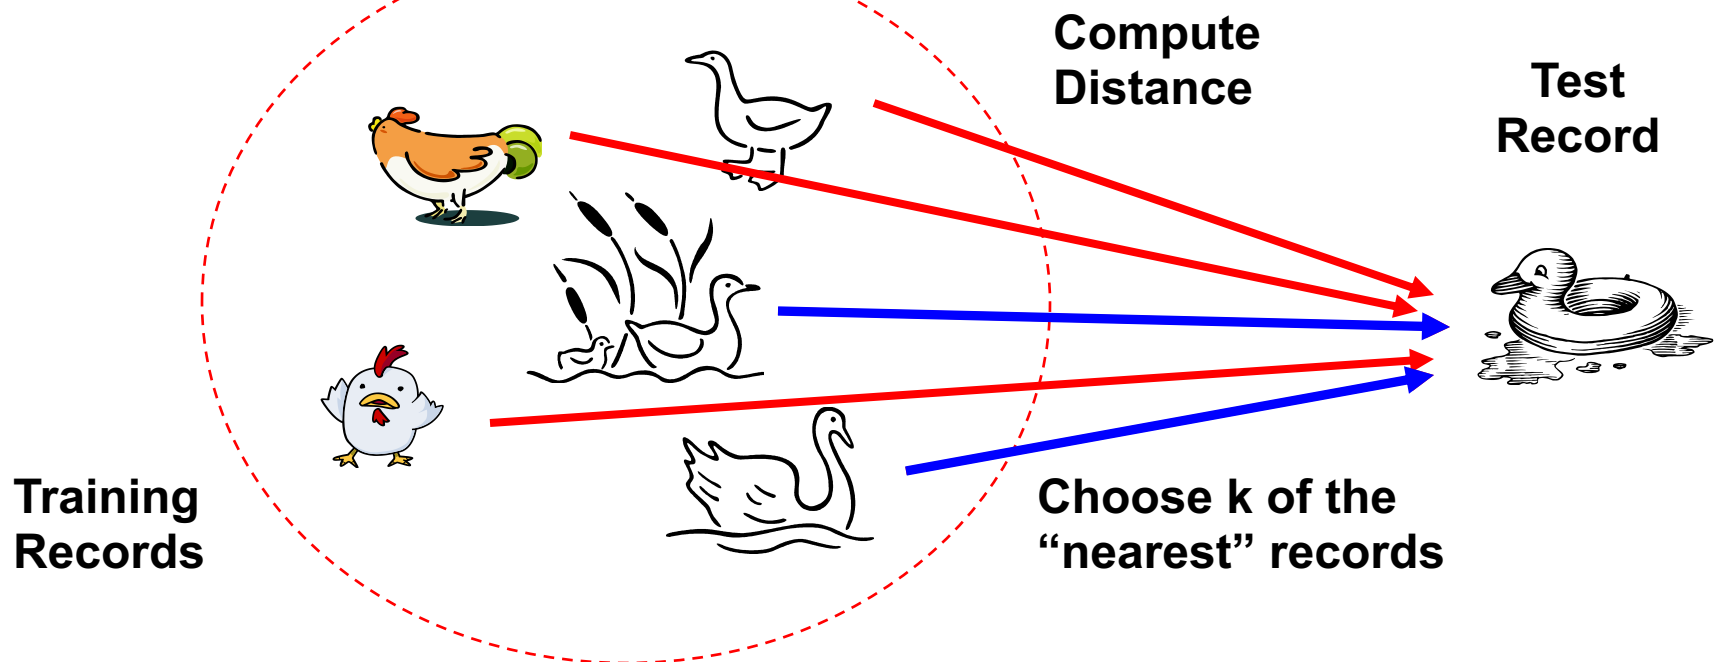 Compute
Distance
Test
Record
Training
Records
Choose k of the
“nearest” records